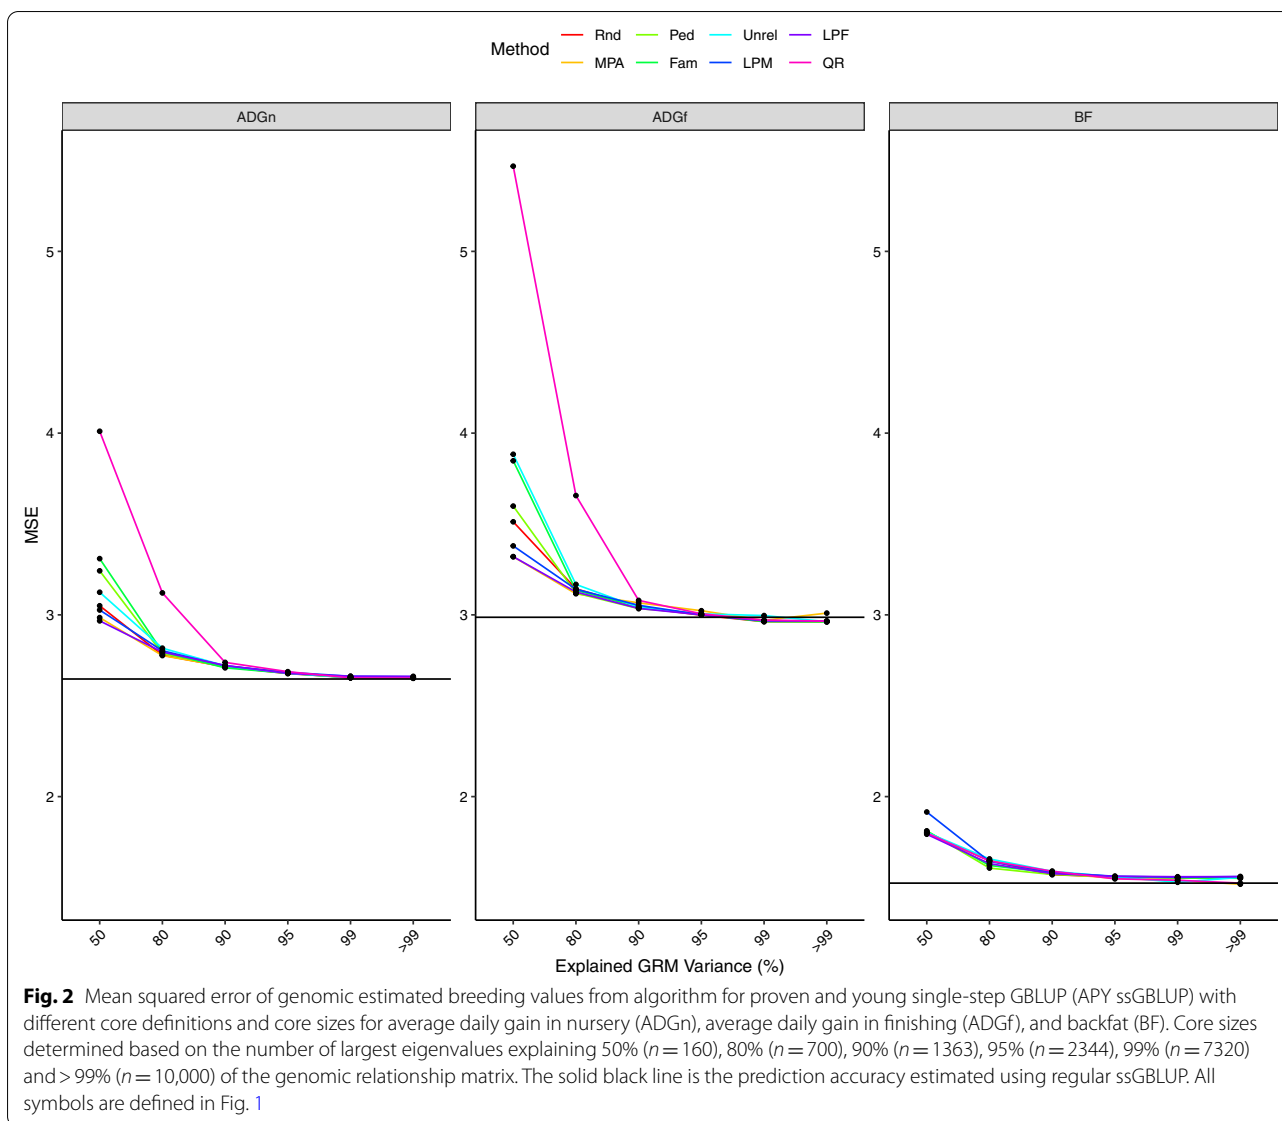 Method
Rnd Ped Unrel LPF
MPA Fam LPM QR
ADGn ADGf BF
MSE
5
4
3
2
5
4
3
2
5
4
3
2
50 80 90 95 99 >99
50 80 90 95 99 >99
50 80 90 95 99 >99
Explained GRM Variance (%)
Fig. 2 Mean squared error of genomic estimated breeding values from algorithm for proven and young single-step GBLUP (APY ssGBLUP) with
different core definitions and core sizes for average daily gain in nursery (ADGn), average daily gain in finishing (ADGf), and backfat (BF). Core sizes
determined based on the number of largest eigenvalues explaining 50% (n = 160), 80% (n = 700), 90% (n = 1363), 95% (n = 2344), 99% (n = 7320)
and > 99% (n = 10,000) of the genomic relationship matrix. The solid black line is the prediction accuracy estimated using regular ssGBLUP. All
symbols are defined in Fig. 1